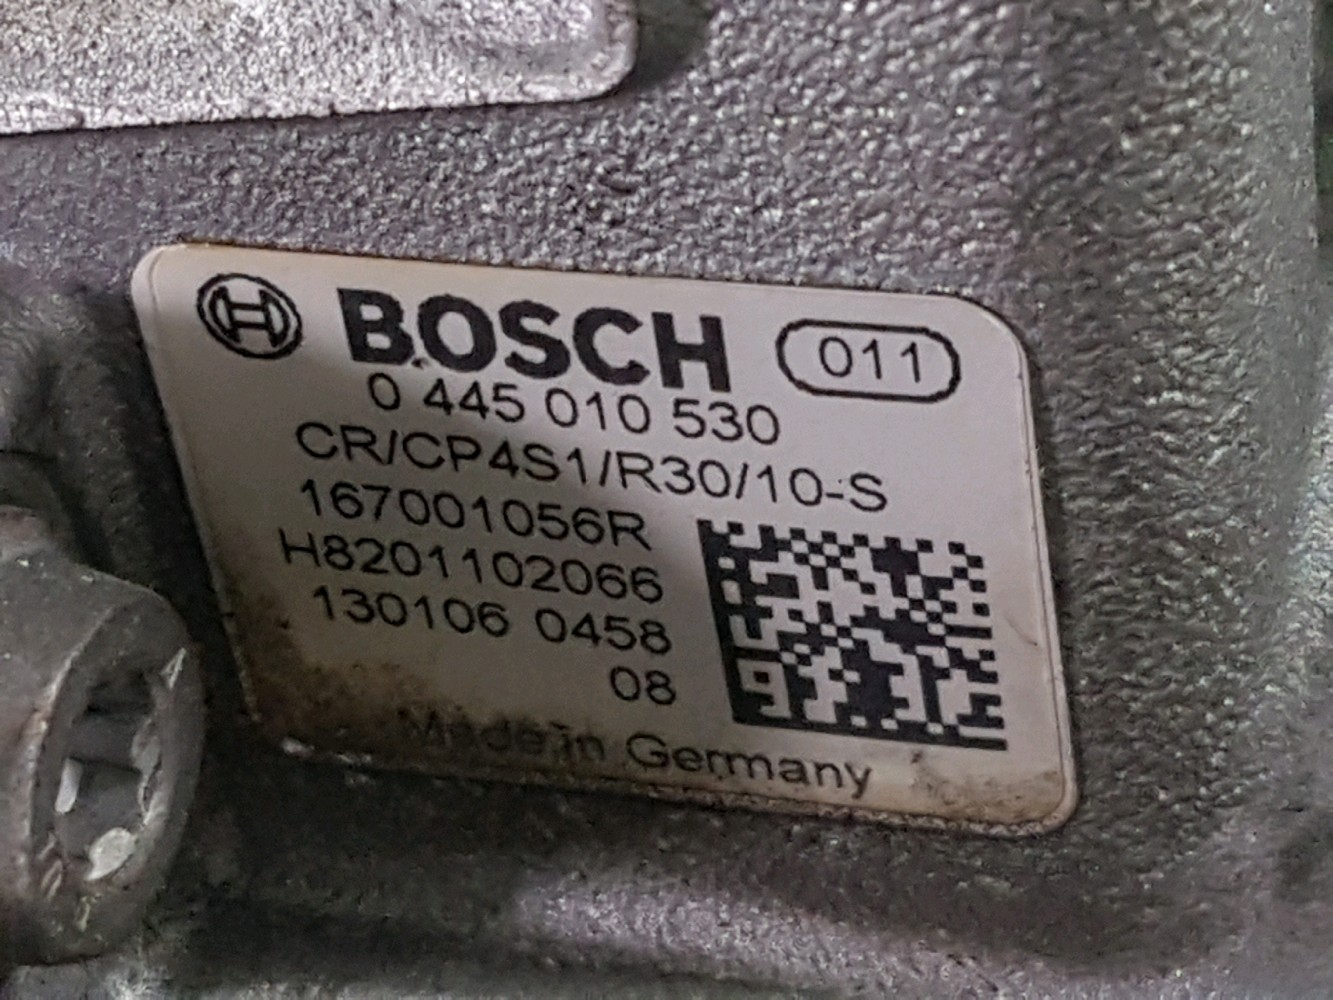 BOSCH 011
0 445 010 530
CR/CP4S1/R30/10-S
167001056R
H8201102066
130106 0458
08
Made in Germany